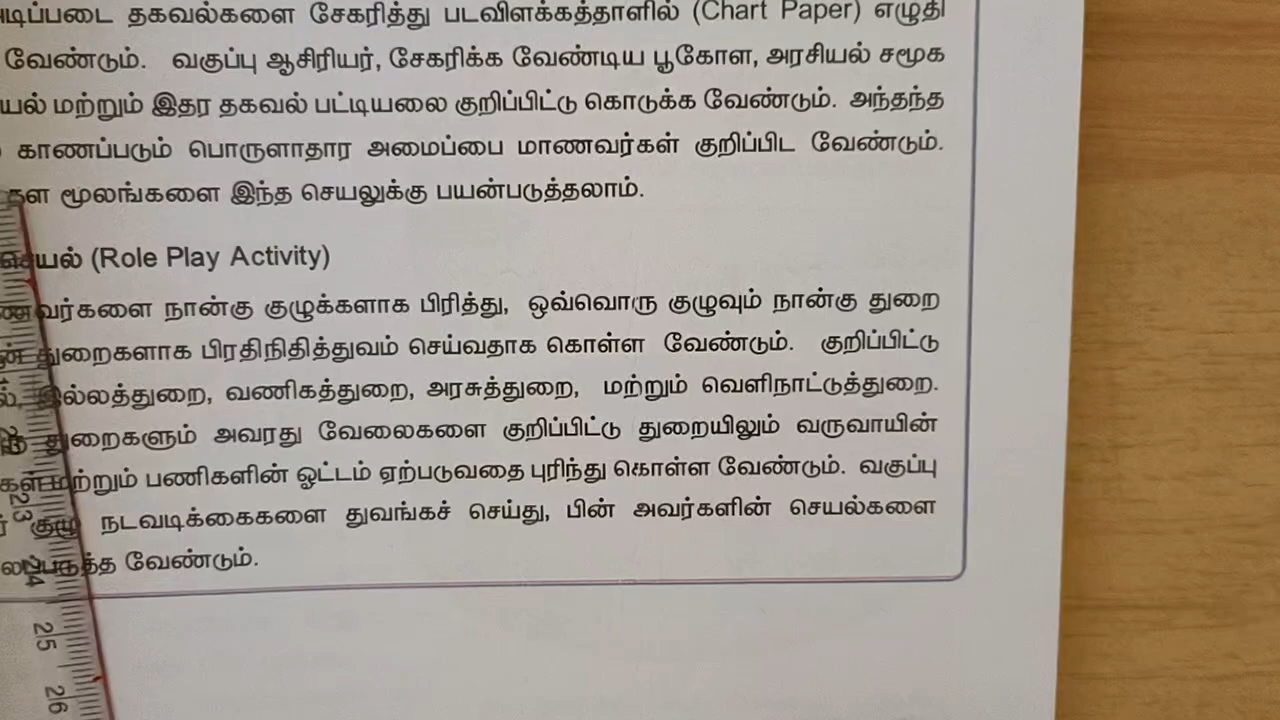 அடிப்படை தகவல்களை சேகரித்து படவிளக்கத்தாளில் (Chart Paper) எழுதி
வேண்டும். வகுப்பு ஆசிரியர், சேகரிக்க வேண்டிய பூகோள, அரசியல் சமூக
மற்றும் இதர தகவல் பட்டியலை குறிப்பிட்டு கொடுக்க வேண்டும். அந்தந்த
காணப்படும் பொருளாதார அமைப்பை மாணவர்கள் குறிப்பிட வேண்டும்.
மூலங்களை இந்த செயலுக்கு பயன்படுத்தலாம்.
செயல் (Role Play Activity)
நான்கு குழுக்களாக பிரித்து, ஒவ்வொரு குழுவும் நான்கு துறை
துறைகளாக பிரதிநிதித்துவம் செய்வதாக கொள்ள வேண்டும். குறிப்பிட்டு
இல்லத்துறை, வணிகத்துறை, அரசுத்துறை, மற்றும் வெளிநாட்டுத்துறை.
துறைகளும் அவரது வேலைகளை குறிப்பிட்டு துறையிலும் வருவாயின்
மற்றும் பணிகளின் ஓட்டம் ஏற்படுவதை புரிந்து கொள்ள வேண்டும். வகுப்பு
குழு நடவடிக்கைகளை துவங்கச் செய்து, பின் அவர்களின் செயல்களை
வேண்டும்.
23
24
25
26